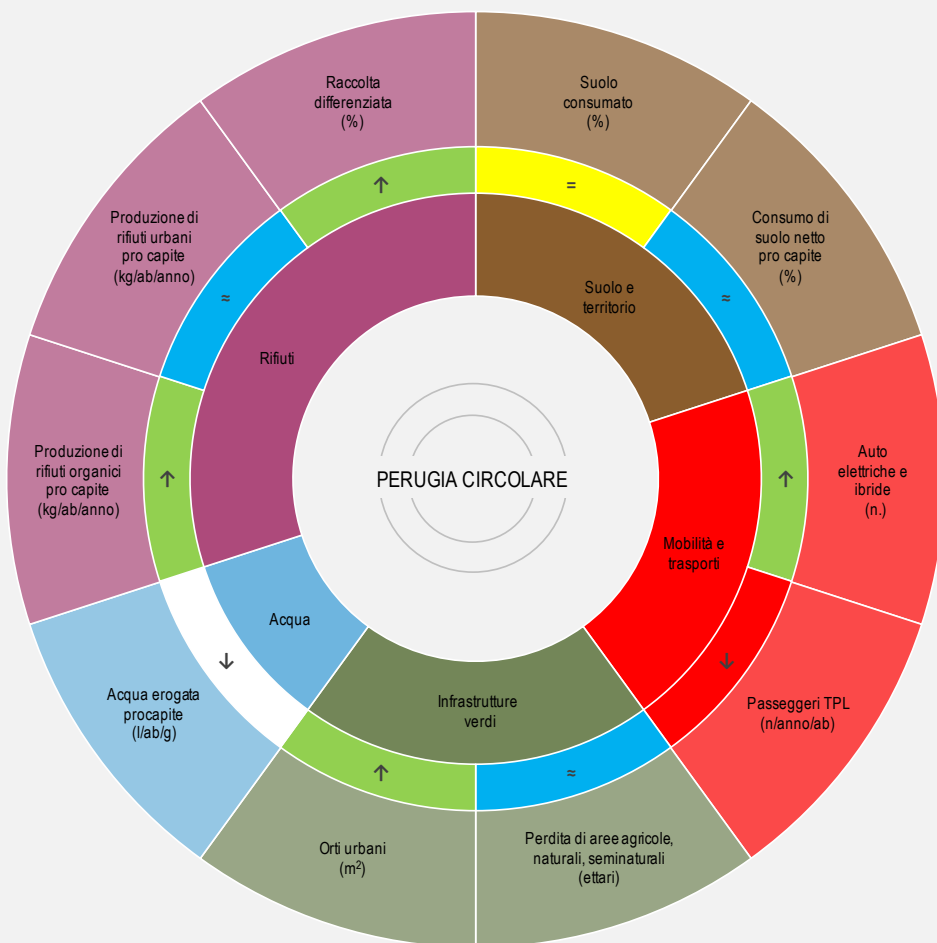 Raccolta
differenziata
(%)
↑
Suolo
consumato
(%)
=
Produzione di
rifiuti urbani
pro capite
(kg/ab/anno)
≈
Consumo di
suolo netto
pro capite
(%)
≈
Suolo e
territorio
Rifiuti
Produzione di
rifiuti organici
pro capite
(kg/ab/anno)
↑
PERUGIA CIRCOLARE
Auto
elettriche e
ibride
(n.)
↑
Mobilità e
trasporti
Acqua
Acqua erogata
procapite
(l/ab/g)
↓
Infrastrutture
verdi
Passeggeri TPL
(n/anno/ab)
↓
Orti urbani
(m²)
↑
Perdita di aree agricole,
naturali, seminaturali
(ettari)
≈